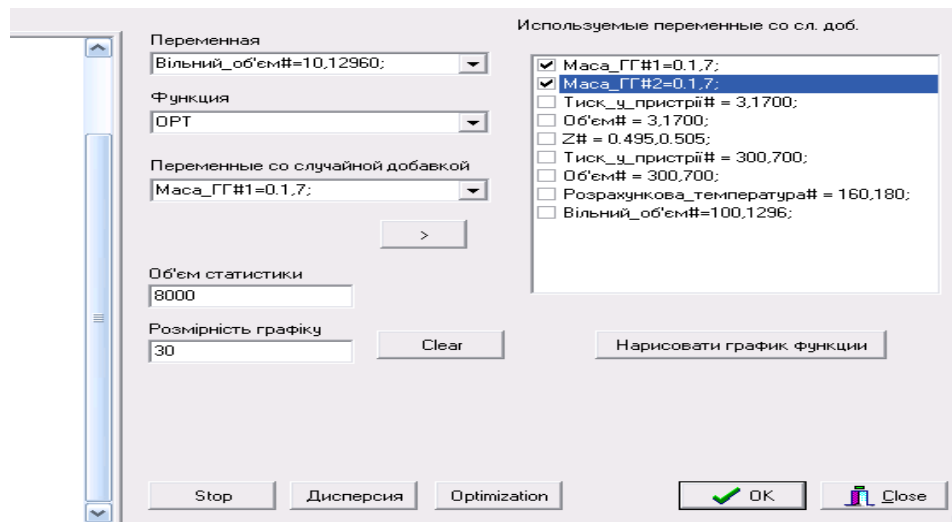 Используемые переменные со сл. доб.
Переменная
Вільний_об'єм#=10,12960;
Функция
OPT
Переменные со случайной добавкой
Маса_ГГ#1=0.1,7;
>
Об'єм статистики
8000
Розмірність графіку
30
Clear
Маса_ГГ#1=0.1,7;
Маса_ГГ#2=0.1,7;
Тиск_у_пристрії# = 3,1700;
Об'єм# = 3,1700;
Z# = 0.495,0.505;
Тиск_у_пристрії# = 300,700;
Об'єм# = 300,700;
Розрахункова_температура# = 160,180;
Вільний_об'єм#=100,1296;
Нарисовати график функции
Stop
Дисперсия
Optimization
OK
Close